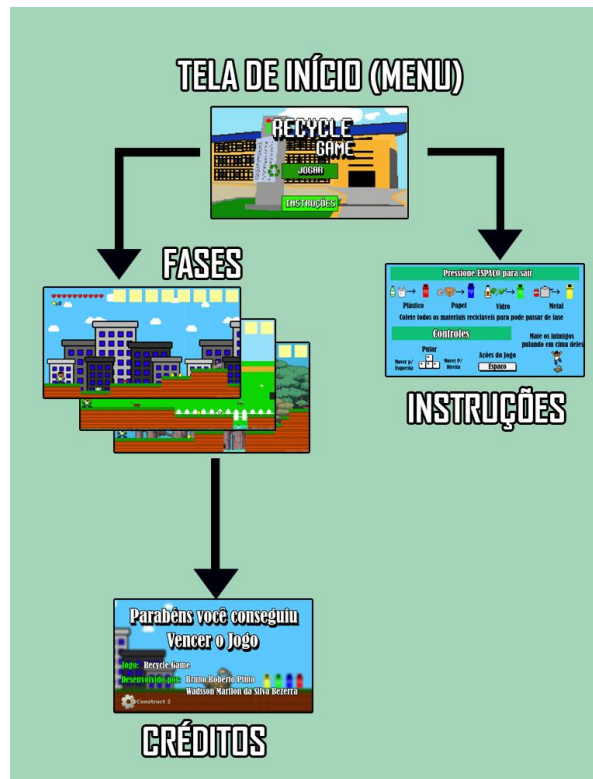 TELA DE INÍCIO (MENU)
RECYCLE
GAME
JOGAR
INSTRUÇÕES
FASES
Pressione ESPAÇO para sair
Plástico Papel Vidro Metal
Colete todos os materiais reciclaveis para pode passar de fase
Controles
Mate os inimigos
pulando em cima deles
Pular
Mover p/
Esquerda
Mover P/
Direita
Ações do Jogo
Espaço
INSTRUÇÕES
Parabéns você conseguiu
Vencer o Jogo
Jogo: Recycle Game
Desenvolvido por: Bruno Roberto Pinto
Wadsson Marlion da Silva Bezerra
Construct 2
CRÉDITOS